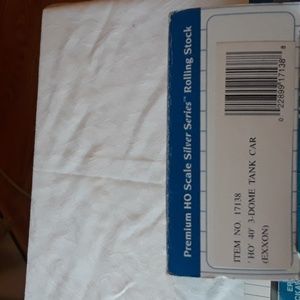 Premium HO Scale Silver Series™ Rolling Stock
0 22899 17138 8
ITEM NO. 17138
' HO' 40' 3-DOME TANK CAR
(EXXON)